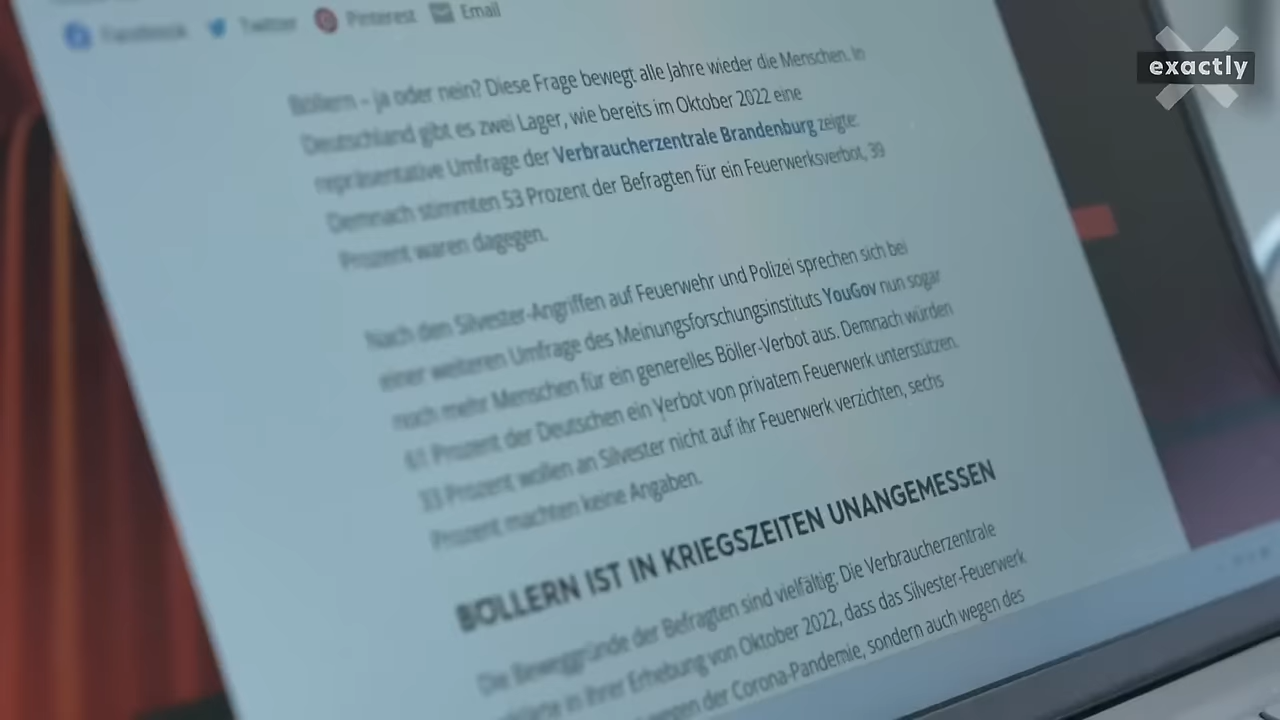 Facebook Twitter Pinterest Email
exactly
Böllern – ja oder nein? Diese Frage bewegt alle Jahre wieder die Menschen. In
Deutschland gibt es zwei Lager, wie bereits im Oktober 2022 eine
repräsentative Umfrage der Verbraucherzentrale Brandenburg zeigte:
Demnach stimmten 53 Prozent der Befragten für ein Feuerwerksverbot, 39
Prozent waren dagegen.
Nach den Silvester-Angriffen auf Feuerwehr und Polizei sprechen sich bei
einer weiteren Umfrage des Meinungsforschungsinstituts YouGov nun sogar
noch mehr Menschen für ein generelles Böller-Verbot aus. Demnach würden
61 Prozent der Deutschen ein Verbot von privatem Feuerwerk unterstützen.
33 Prozent wollen an Silvester nicht auf ihr Feuerwerk verzichten, sechs
Prozent machten keine Angaben.
BÖLLERN IST IN KRIEGSZEITEN UNANGEMESSEN
Die Beweggründe der Befragten sind vielfältig: Die Verbraucherzentrale
in ihrer Erhebung von Oktober 2022, dass das Silvester-Feuerwerk
wegen der Corona-Pandemie, sondern auch wegen des